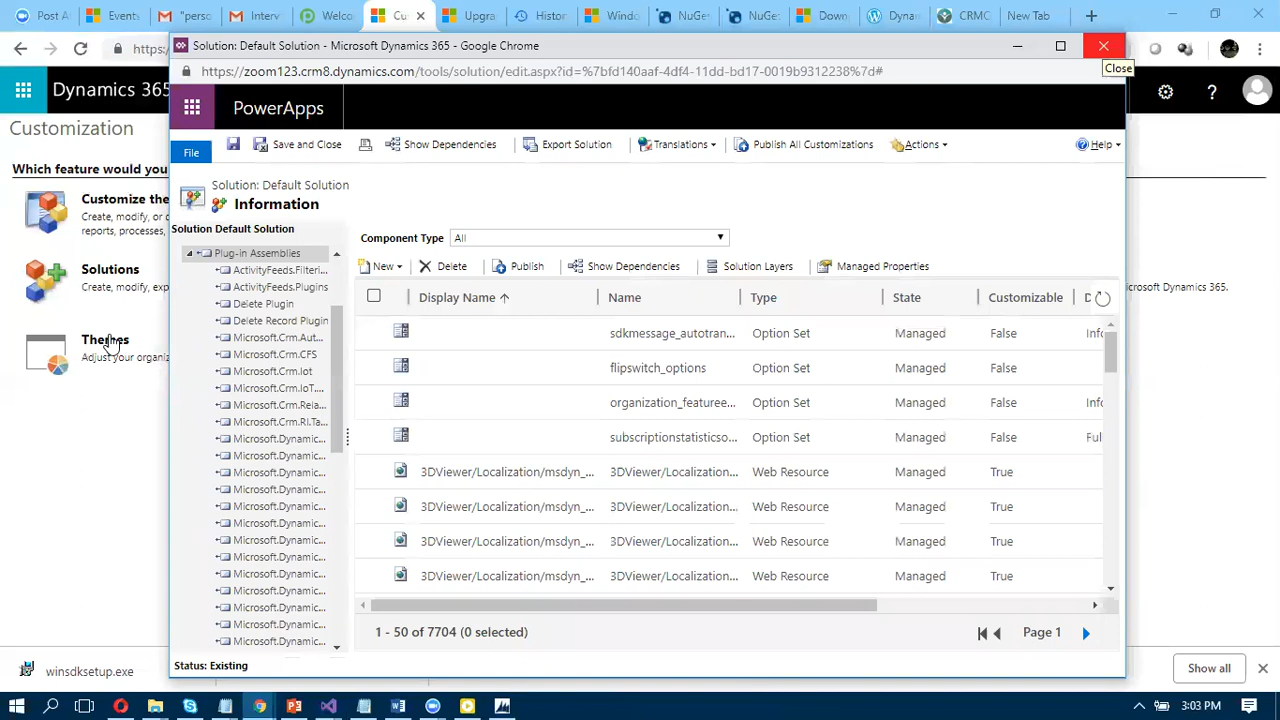 Post A
Events
"perso
Interv
Welco
Cu
Upgra
Histor
Windo
NuGe
NuGe
Down
Dyna
CRMC
New Tab
https:/
Solution: Default Solution - Microsoft Dynamics 365 - Google Chrome
Close
https://zoom123.crm8.dynamics.com/tools/solution/edit.aspx?id=%7bfd140aaf-4df4-11dd-bd17-0019b9312238%7d#
Dynamics 365
PowerApps
Customization
Which feature would you
Customize the
Create, modify, or
reports, processes,
Solutions
Create, modify, exp
Microsoft Dynamics 365.
Themes
Adjust your organiz
File
Save and Close
Show Dependencies
Export Solution
Translations
Publish All Customizations
Actions
Help
Solution: Default Solution
Information
Solution Default Solution
Plug-in Assemblies
ActivityFeeds.Filteri...
ActivityFeeds.Plugins
Delete Plugin
Delete Record Plugin
Microsoft.Crm.Aut...
Microsoft.Crm.CFS
Microsoft.Crm.Iot
Microsoft.Crm.IoT....
Microsoft.Crm.Rela...
Microsoft.Crm.RI.Ta...
Microsoft.Dynamic...
Microsoft.Dynamic...
Microsoft.Dynamic...
Microsoft.Dynamic...
Microsoft.Dynamic...
Microsoft.Dynamic...
Microsoft.Dynamic...
Microsoft.Dynamic...
Microsoft.Dynamic...
Microsoft.Dynamic...
Microsoft.Dynamic...
Microsoft.Dynamic...
Microsoft.Dynamic...
Component Type All
New Delete Publish Show Dependencies Solution Layers Managed Properties
Display Name Name Type State Customizable D
sdkmessage_autotran... Option Set Managed False Info
flipswitch_options Option Set Managed False
organization_featuree... Option Set Managed False Info
subscriptionstatisticso... Option Set Managed False Ful
3DViewer/Localization/msdyn_... 3DViewer/Localization... Web Resource Managed True
3DViewer/Localization/msdyn_... 3DViewer/Localization... Web Resource Managed True
3DViewer/Localization/msdyn_... 3DViewer/Localization... Web Resource Managed True
3DViewer/Localization/msdyn_... 3DViewer/Localization... Web Resource Managed True
1 - 50 of 7704 (0 selected)
Page 1
Status: Existing
winsdksetup.exe
Show all
3:03 PM